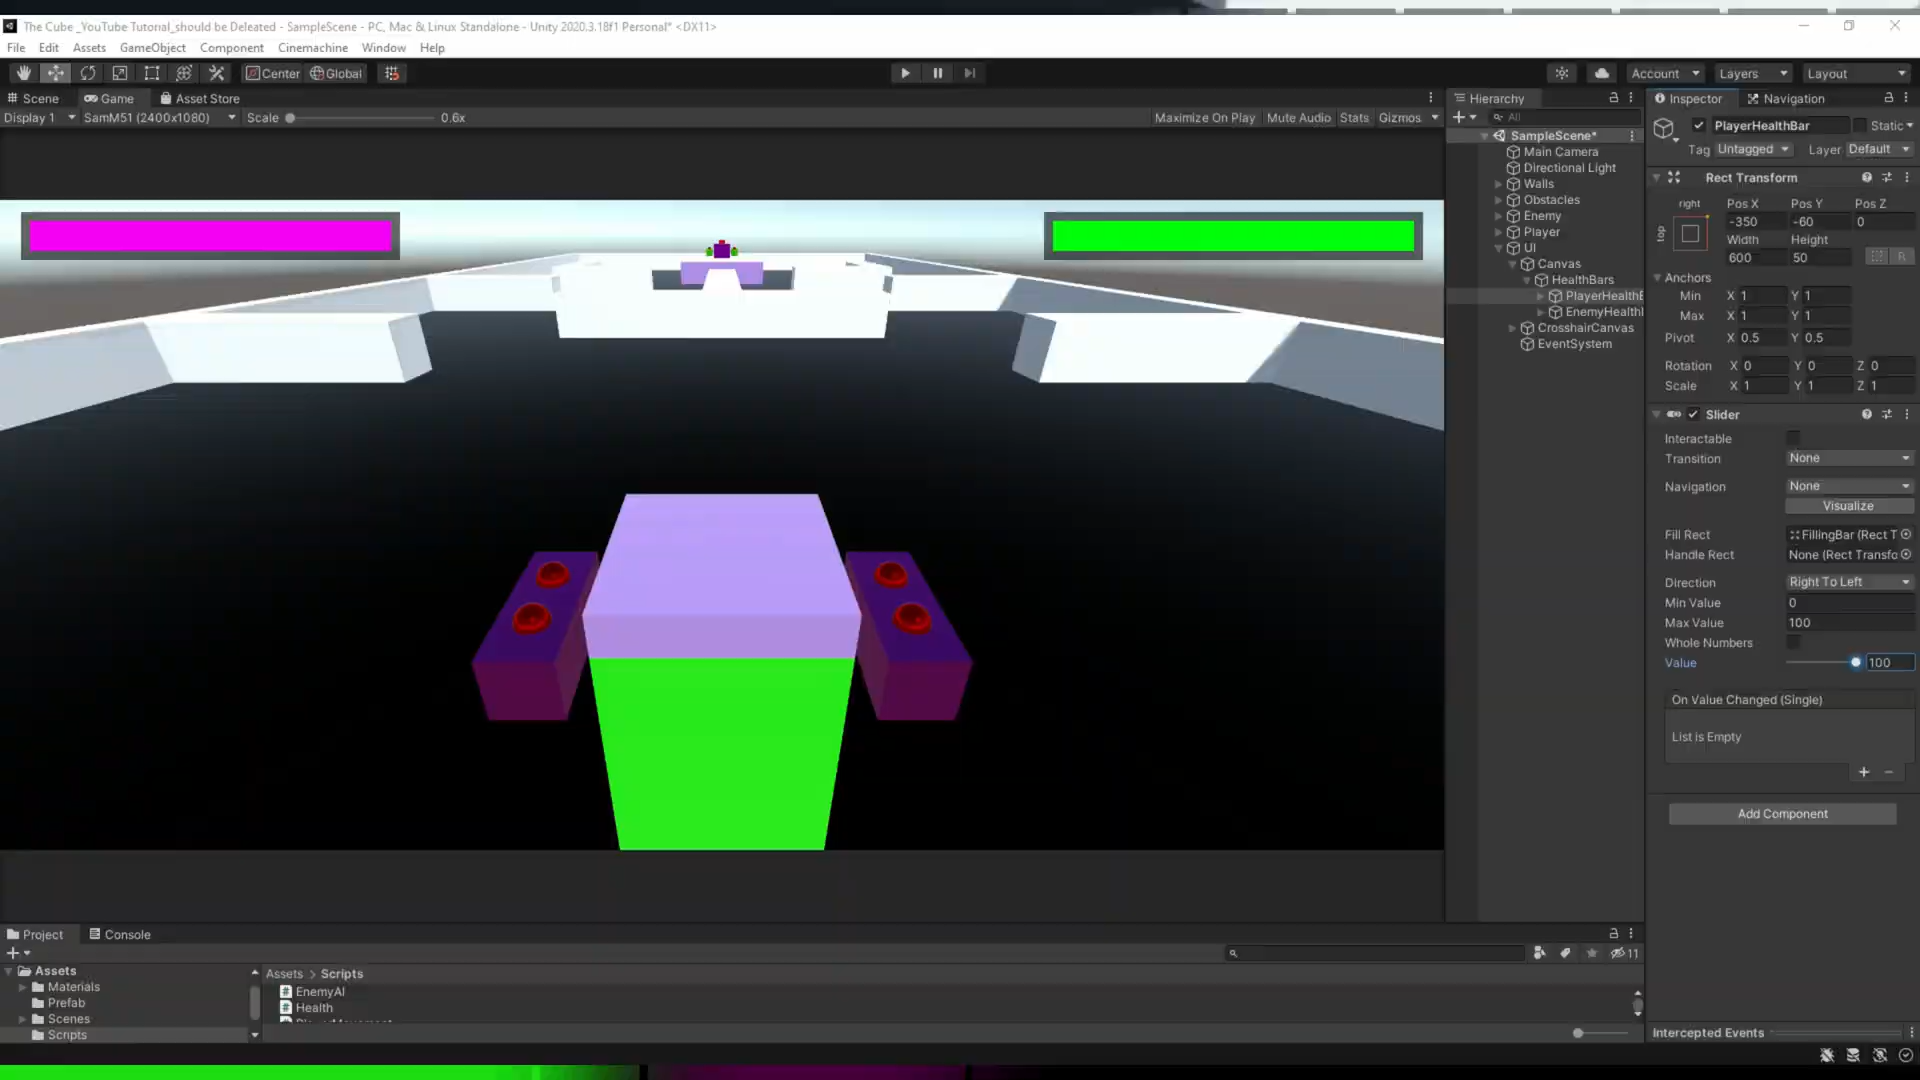 The Cube _YouTube Tutorial_should be Deleated - SampleScene - PC, Mac & Linux Standalone - Unity 2020.3.18f1 Personal* <DX11>
File Edit Assets GameObject Component Cinemachine Window Help
Center Global
Account Layers Layout
Scene Game Asset Store
Display 1 SamM51 (2400x1080) Scale 0.6x Maximize On Play Mute Audio Stats Gizmos
Hierarchy
All
SampleScene*
Main Camera
Directional Light
Walls
Obstacles
Enemy
Player
UI
Canvas
HealthBars
PlayerHealthB
EnemyHealthI
CrosshairCanvas
EventSystem
Inspector Navigation
PlayerHealthBar Static
Tag Untagged Layer Default
Rect Transform
right Pos X Pos Y Pos Z
top -350 -60 0
Width Height
600 50 R
Anchors
Min X 1 Y 1
Max X 1 Y 1
Pivot X 0.5 Y 0.5
Rotation X 0 Y 0 Z 0
Scale X 1 Y 1 Z 1
Slider
Interactable
Transition None
Navigation None
Visualize
Fill Rect FillingBar (Rect T
Handle Rect None (Rect Transfo
Direction Right To Left
Min Value 0
Max Value 100
Whole Numbers
Value 100
On Value Changed (Single)
List is Empty
+ −
Add Component
Project Console
11
Assets
Materials
Prefab
Scenes
Scripts
Assets > Scripts
EnemyAI
Health
Intercepted Events